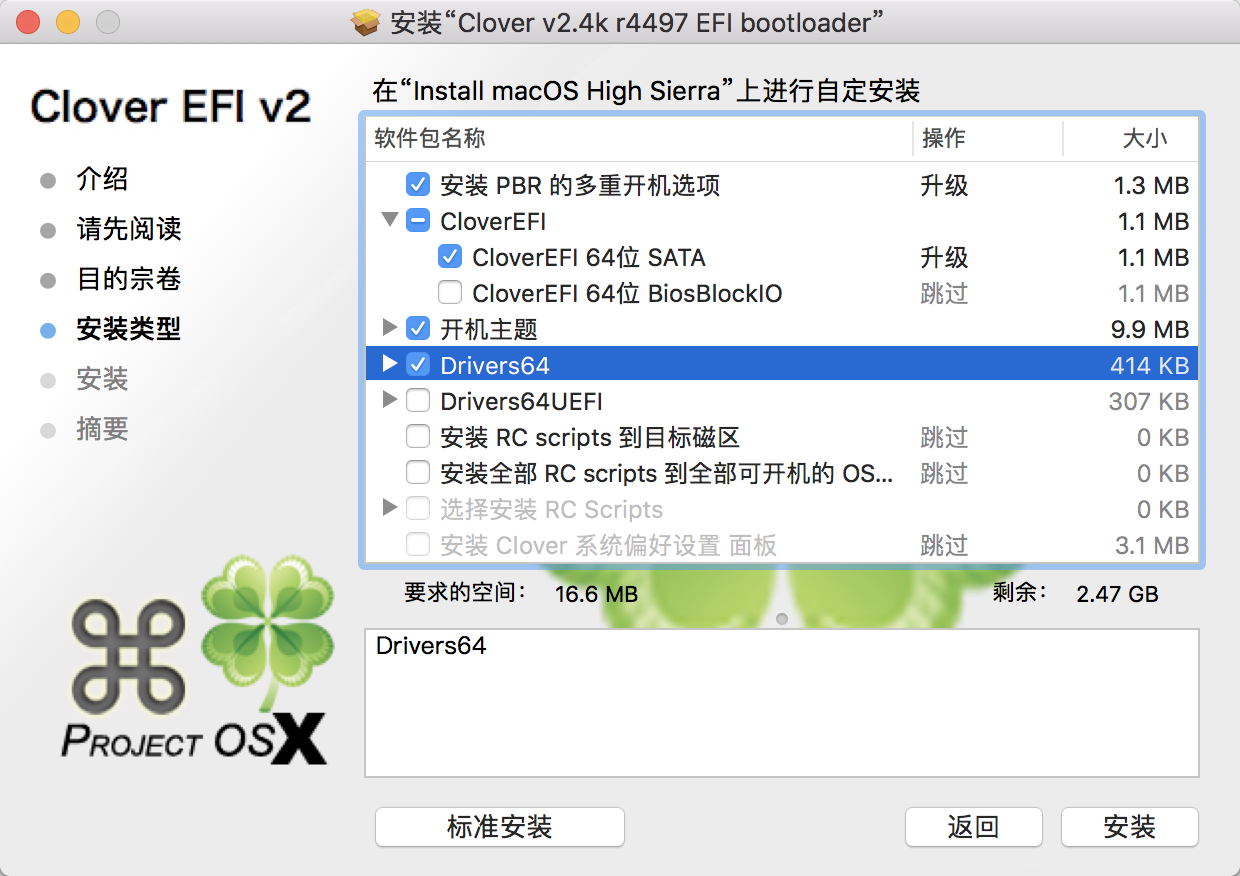 安装“Clover v2.4k r4497 EFI bootloader”
Clover EFI v2
介绍
请先阅读
目的宗卷
安装类型
安装
摘要
在“Install macOS High Sierra”上进行自定安装
软件包名称 操作 大小
安装 PBR 的多重开机选项 升级 1.3 MB
CloverEFI 1.1 MB
CloverEFI 64位 SATA 升级 1.1 MB
CloverEFI 64位 BiosBlockIO 跳过 1.1 MB
开机主题 9.9 MB
Drivers64 414 KB
Drivers64UEFI 307 KB
安装 RC scripts 到目标磁区 跳过 0 KB
安装全部 RC scripts 到全部可开机的 OS... 跳过 0 KB
选择安装 RC Scripts 0 KB
安装 Clover 系统偏好设置 面板 跳过 3.1 MB
要求的空间： 16.6 MB 剩余： 2.47 GB
Drivers64
PROJECT OSX
标准安装 返回 安装